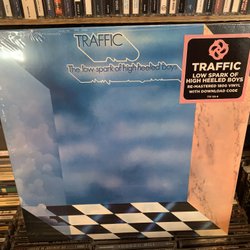 TRAFFIC
The low spark of high heeled boys
TRAFFIC
LOW SPARK OF
HIGH HEELED BOYS
RE-MASTERED 180G VINYL
WITH DOWNLOAD CODE